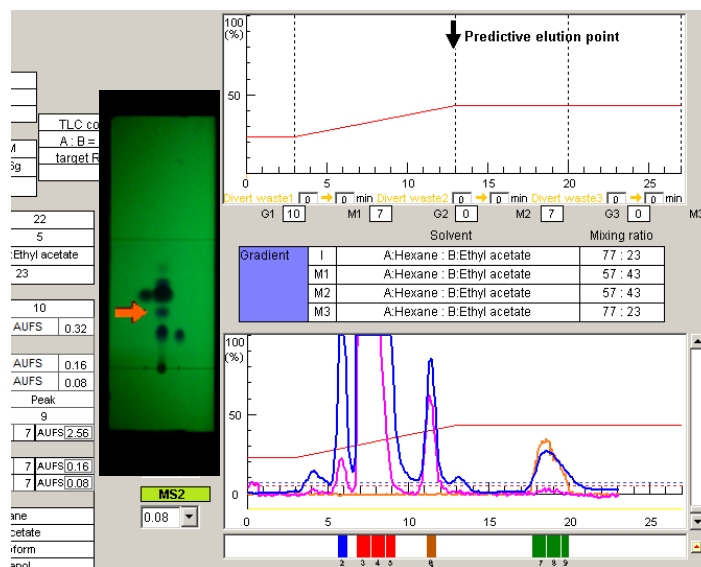 100
(%)
Predictive elution point
50
0 5 10 15 20 25
Divert waste1 0 → 0 min Divert waste2 0 → 0 min Divert waste3 0 → 0 min
G1 10 M1 7 G2 0 M2 7 G3 0 M3
TLC co
A : B =
target R
M
6g
22
5
:Ethyl acetate
23
10
AUFS 0.32
AUFS 0.16
AUFS 0.08
Peak
9
7 AUFS 2.56
7 AUFS 0.16
7 AUFS 0.08
ane
acetate
oform
anol
MS2
0.08
Solvent Mixing ratio
Gradient I A:Hexane : B:Ethyl acetate 77 : 23
M1 A:Hexane : B:Ethyl acetate 57 : 43
M2 A:Hexane : B:Ethyl acetate 57 : 43
M3 A:Hexane : B:Ethyl acetate 77 : 23
100
(%)
50
0
0 5 10 15 20 25
2 3 4 5 6 7 8 9